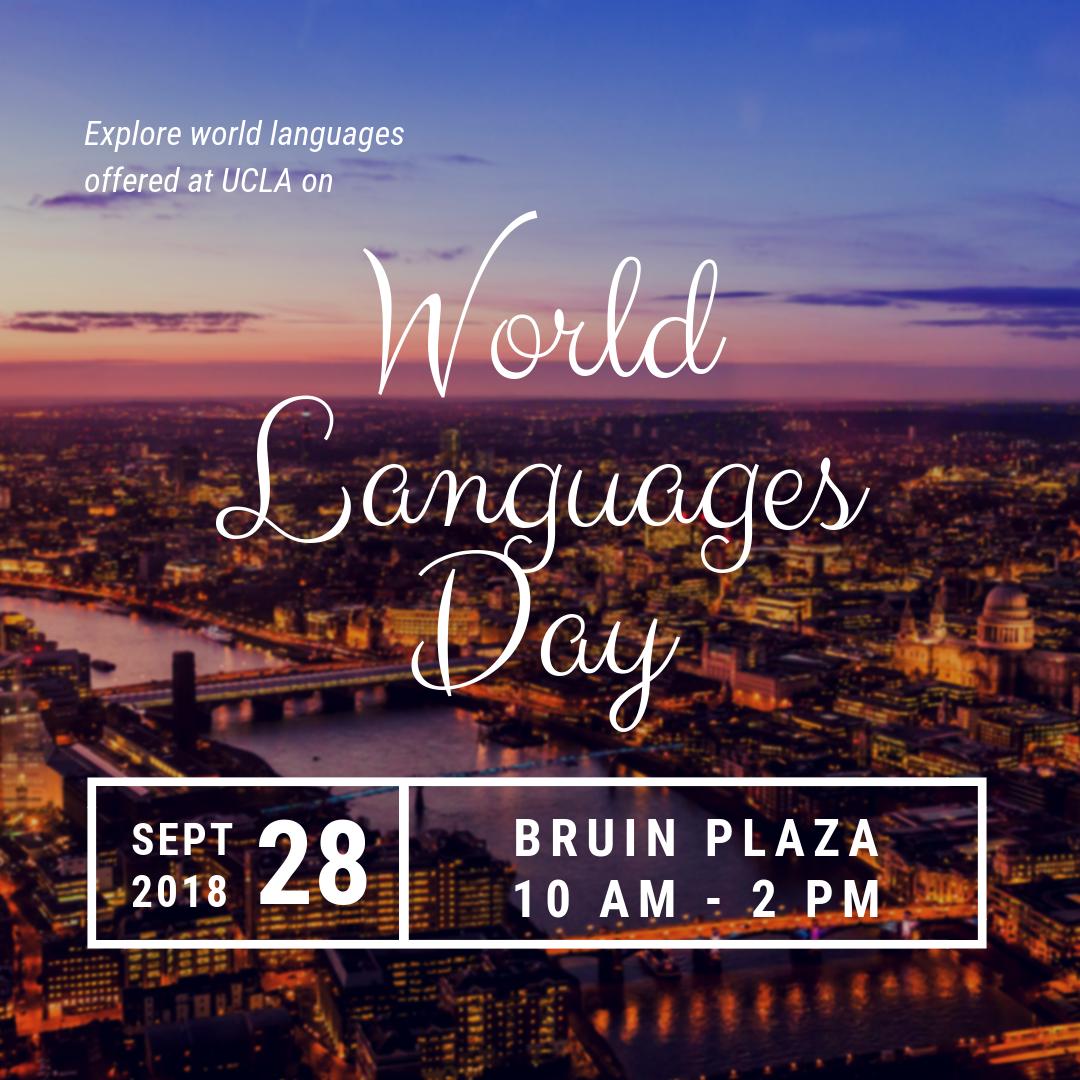 Explore world languages
offered at UCLA on
World
Languages
Day
SEPT
2018
28
BRUIN PLAZA
10 AM - 2 PM